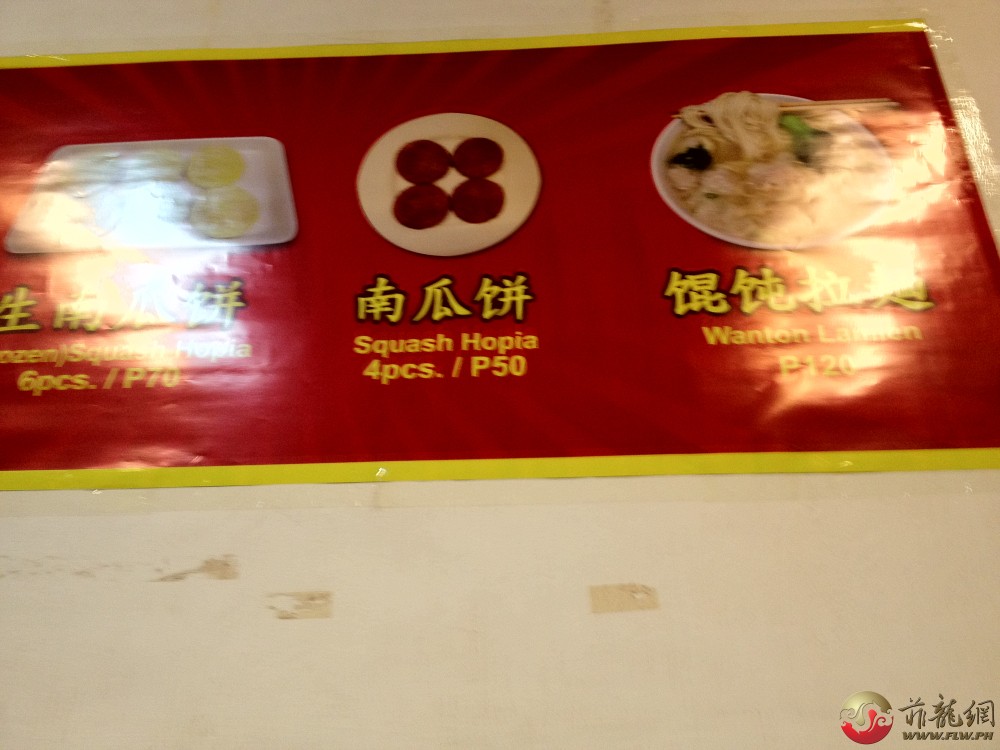 生南瓜饼
Squash Hopia
6pcs. / P70
南瓜饼
Squash Hopia
4pcs. / P50
馄饨拉面
Wanton Lamien
P120
菲龍網
WWW.FLW.PH